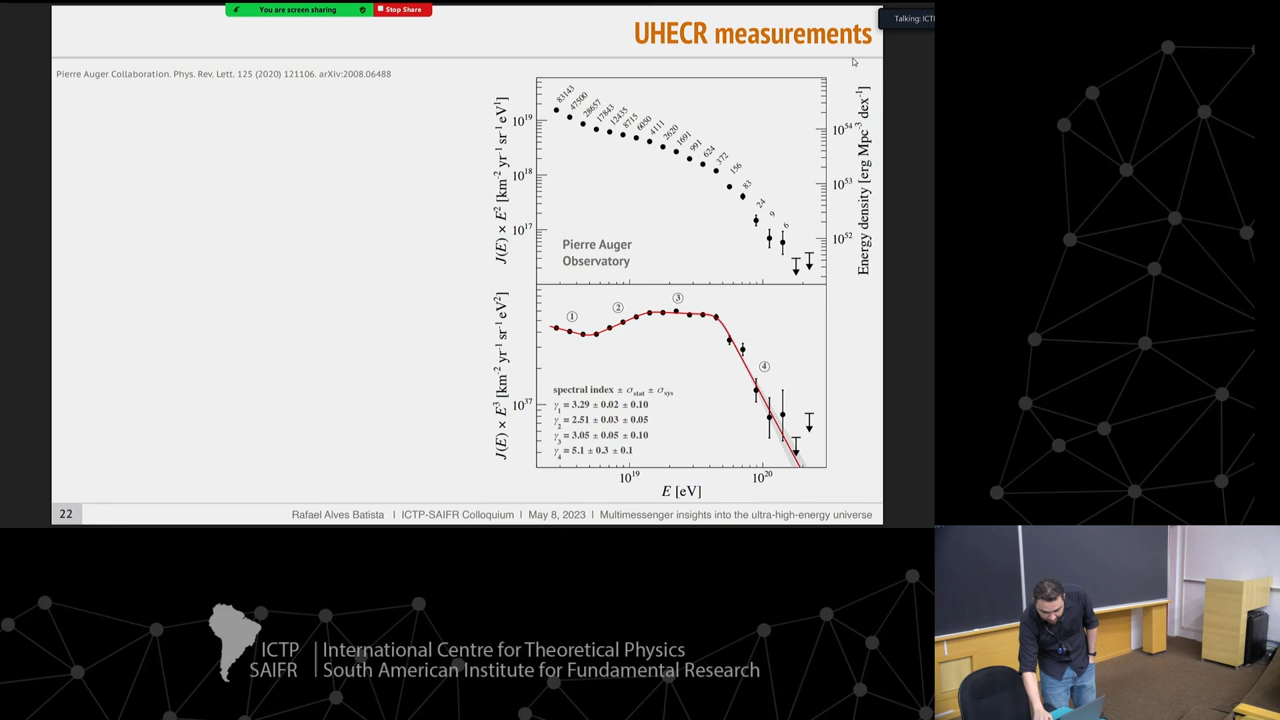 You are screen sharing
Stop Share
UHECR measurements
Talking: ICTI
Pierre Auger Collaboration. Phys. Rev. Lett. 125 (2020) 121106. arXiv:2008.06488
83143
47500
28657
17843
12435
8715
6050
4111
2620
1691
991
624
372
156
83
24
9
6
J(E) × E² [km⁻² yr⁻¹ sr⁻¹ eV¹]
10¹⁹
10¹⁸
10¹⁷
Energy density [erg Mpc⁻³ dex⁻¹]
10⁵⁴
10⁵³
10⁵²
Pierre Auger
Observatory
J(E) × E³ [km⁻² yr⁻¹ sr⁻¹ eV²]
10³⁷
①
②
③
④
spectral index ± σstat ± σsys
γ₁ = 3.29 ± 0.02 ± 0.10
γ₂ = 2.51 ± 0.03 ± 0.05
γ₃ = 3.05 ± 0.05 ± 0.10
γ₄ = 5.1 ± 0.3 ± 0.1
10¹⁹
10²⁰
E [eV]
22
Rafael Alves Batista | ICTP-SAIFR Colloquium | May 8, 2023 | Multimessenger insights into the ultra-high-energy universe
ICTP | International Centre for Theoretical Physics
SAIFR | South American Institute for Fundamental Research